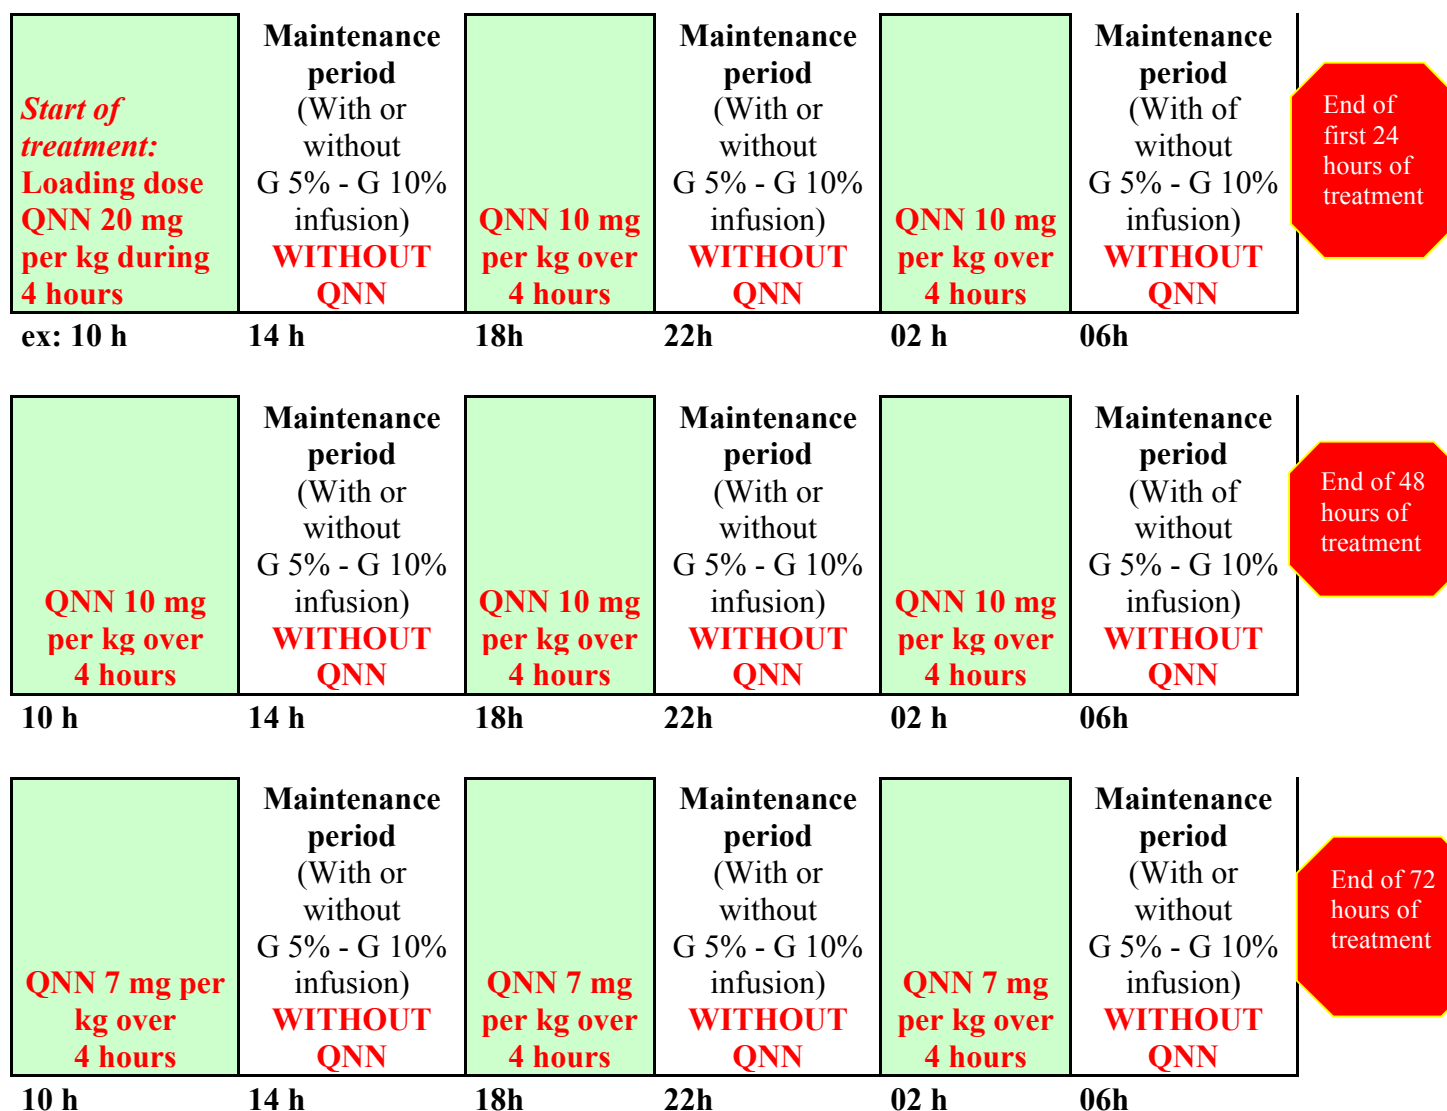 Start of
treatment:
Loading dose
QNN 20 mg
per kg during
4 hours
Maintenance
period
(With or
without
G 5% - G 10%
infusion)
WITHOUT
QNN
QNN 10 mg
per kg over
4 hours
Maintenance
period
(With or
without
G 5% - G 10%
infusion)
WITHOUT
QNN
QNN 10 mg
per kg over
4 hours
Maintenance
period
(With of
without
G 5% - G 10%
infusion)
WITHOUT
QNN
End of
first 24
hours of
treatment
ex: 10 h 14 h 18h 22h 02 h 06h
QNN 10 mg
per kg over
4 hours
Maintenance
period
(With or
without
G 5% - G 10%
infusion)
WITHOUT
QNN
QNN 10 mg
per kg over
4 hours
Maintenance
period
(With or
without
G 5% - G 10%
infusion)
WITHOUT
QNN
QNN 10 mg
per kg over
4 hours
Maintenance
period
(With of
without
G 5% - G 10%
infusion)
WITHOUT
QNN
End of 48
hours of
treatment
10 h 14 h 18h 22h 02 h 06h
QNN 7 mg per
kg over
4 hours
Maintenance
period
(With or
without
G 5% - G 10%
infusion)
WITHOUT
QNN
QNN 7 mg
per kg over
4 hours
Maintenance
period
(With or
without
G 5% - G 10%
infusion)
WITHOUT
QNN
QNN 7 mg
per kg over
4 hours
Maintenance
period
(With or
without
G 5% - G 10%
infusion)
WITHOUT
QNN
End of 72
hours of
treatment
10 h 14 h 18h 22h 02 h 06h